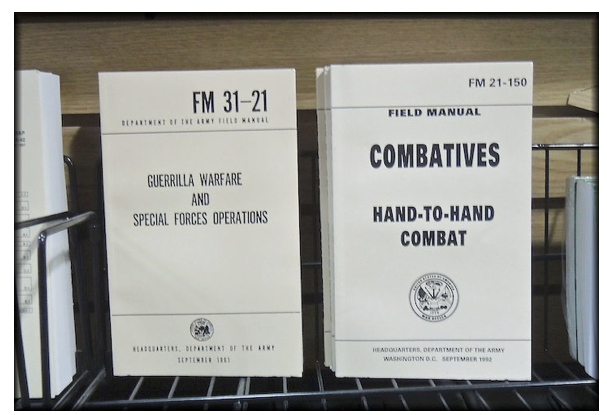 FM 31-21
DEPARTMENT OF THE ARMY FIELD MANUAL
GUERRILLA WARFARE
AND
SPECIAL FORCES OPERATIONS
HEADQUARTERS, DEPARTMENT OF THE ARMY
SEPTEMBER 1961
FM 21-150
FIELD MANUAL
COMBATIVES
HAND-TO-HAND
COMBAT
HEADQUARTERS, DEPARTMENT OF THE ARMY
WASHINGTON D.C. SEPTEMBER 1992